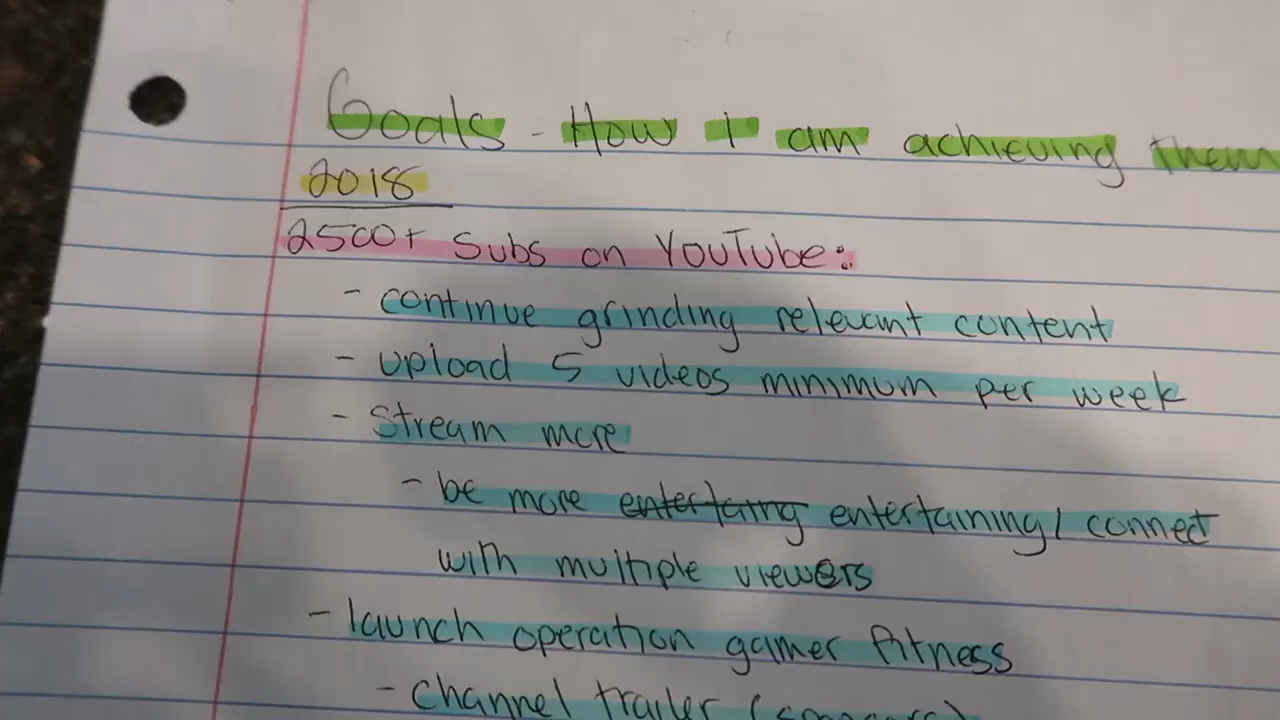 Goals - How I am achieving them
2018
2500+ Subs on YouTube:
- continue grinding relevant content
- upload 5 videos minimum per week
- Stream more
- be more entertaing entertaining/ connect
with multiple viewers
- launch operation gamer fitness
- Channel trailer (